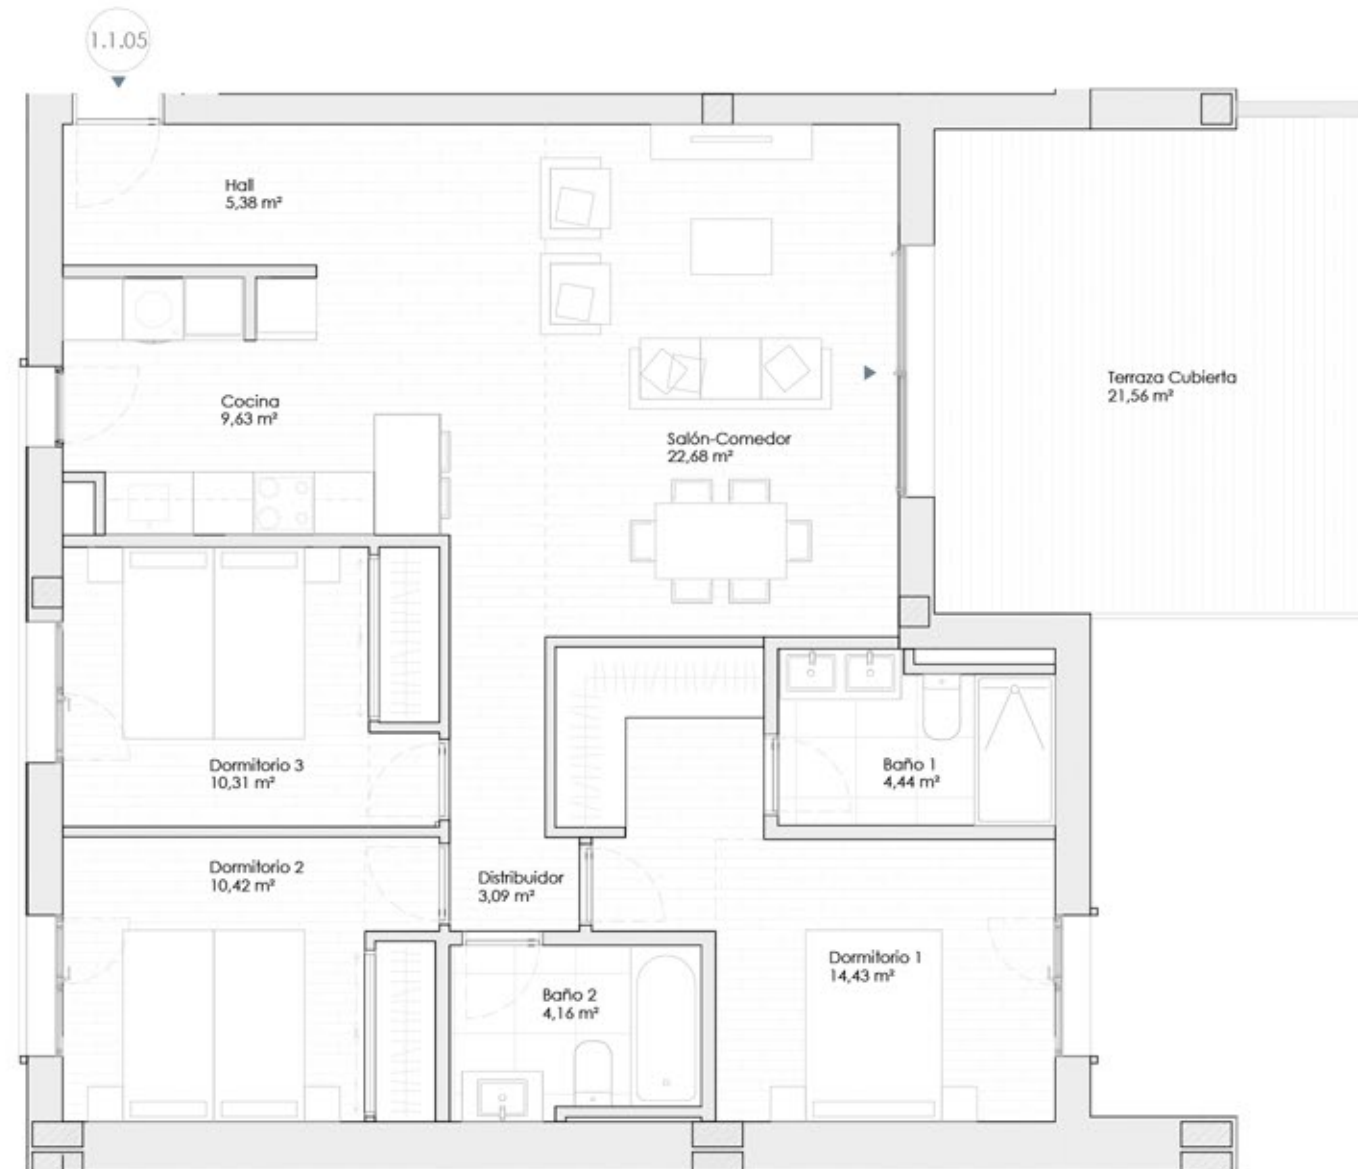 1.1.05
Hall
5,38 m²
Cocina
9,63 m²
Terraza Cubierta
21,56 m²
Salón-Comedor
22,68 m²
Dormitorio 3
10,31 m²
Baño 1
4,44 m²
Dormitorio 2
10,42 m²
Distribuidor
3,09 m²
Dormitorio 1
14,43 m²
Baño 2
4,16 m²